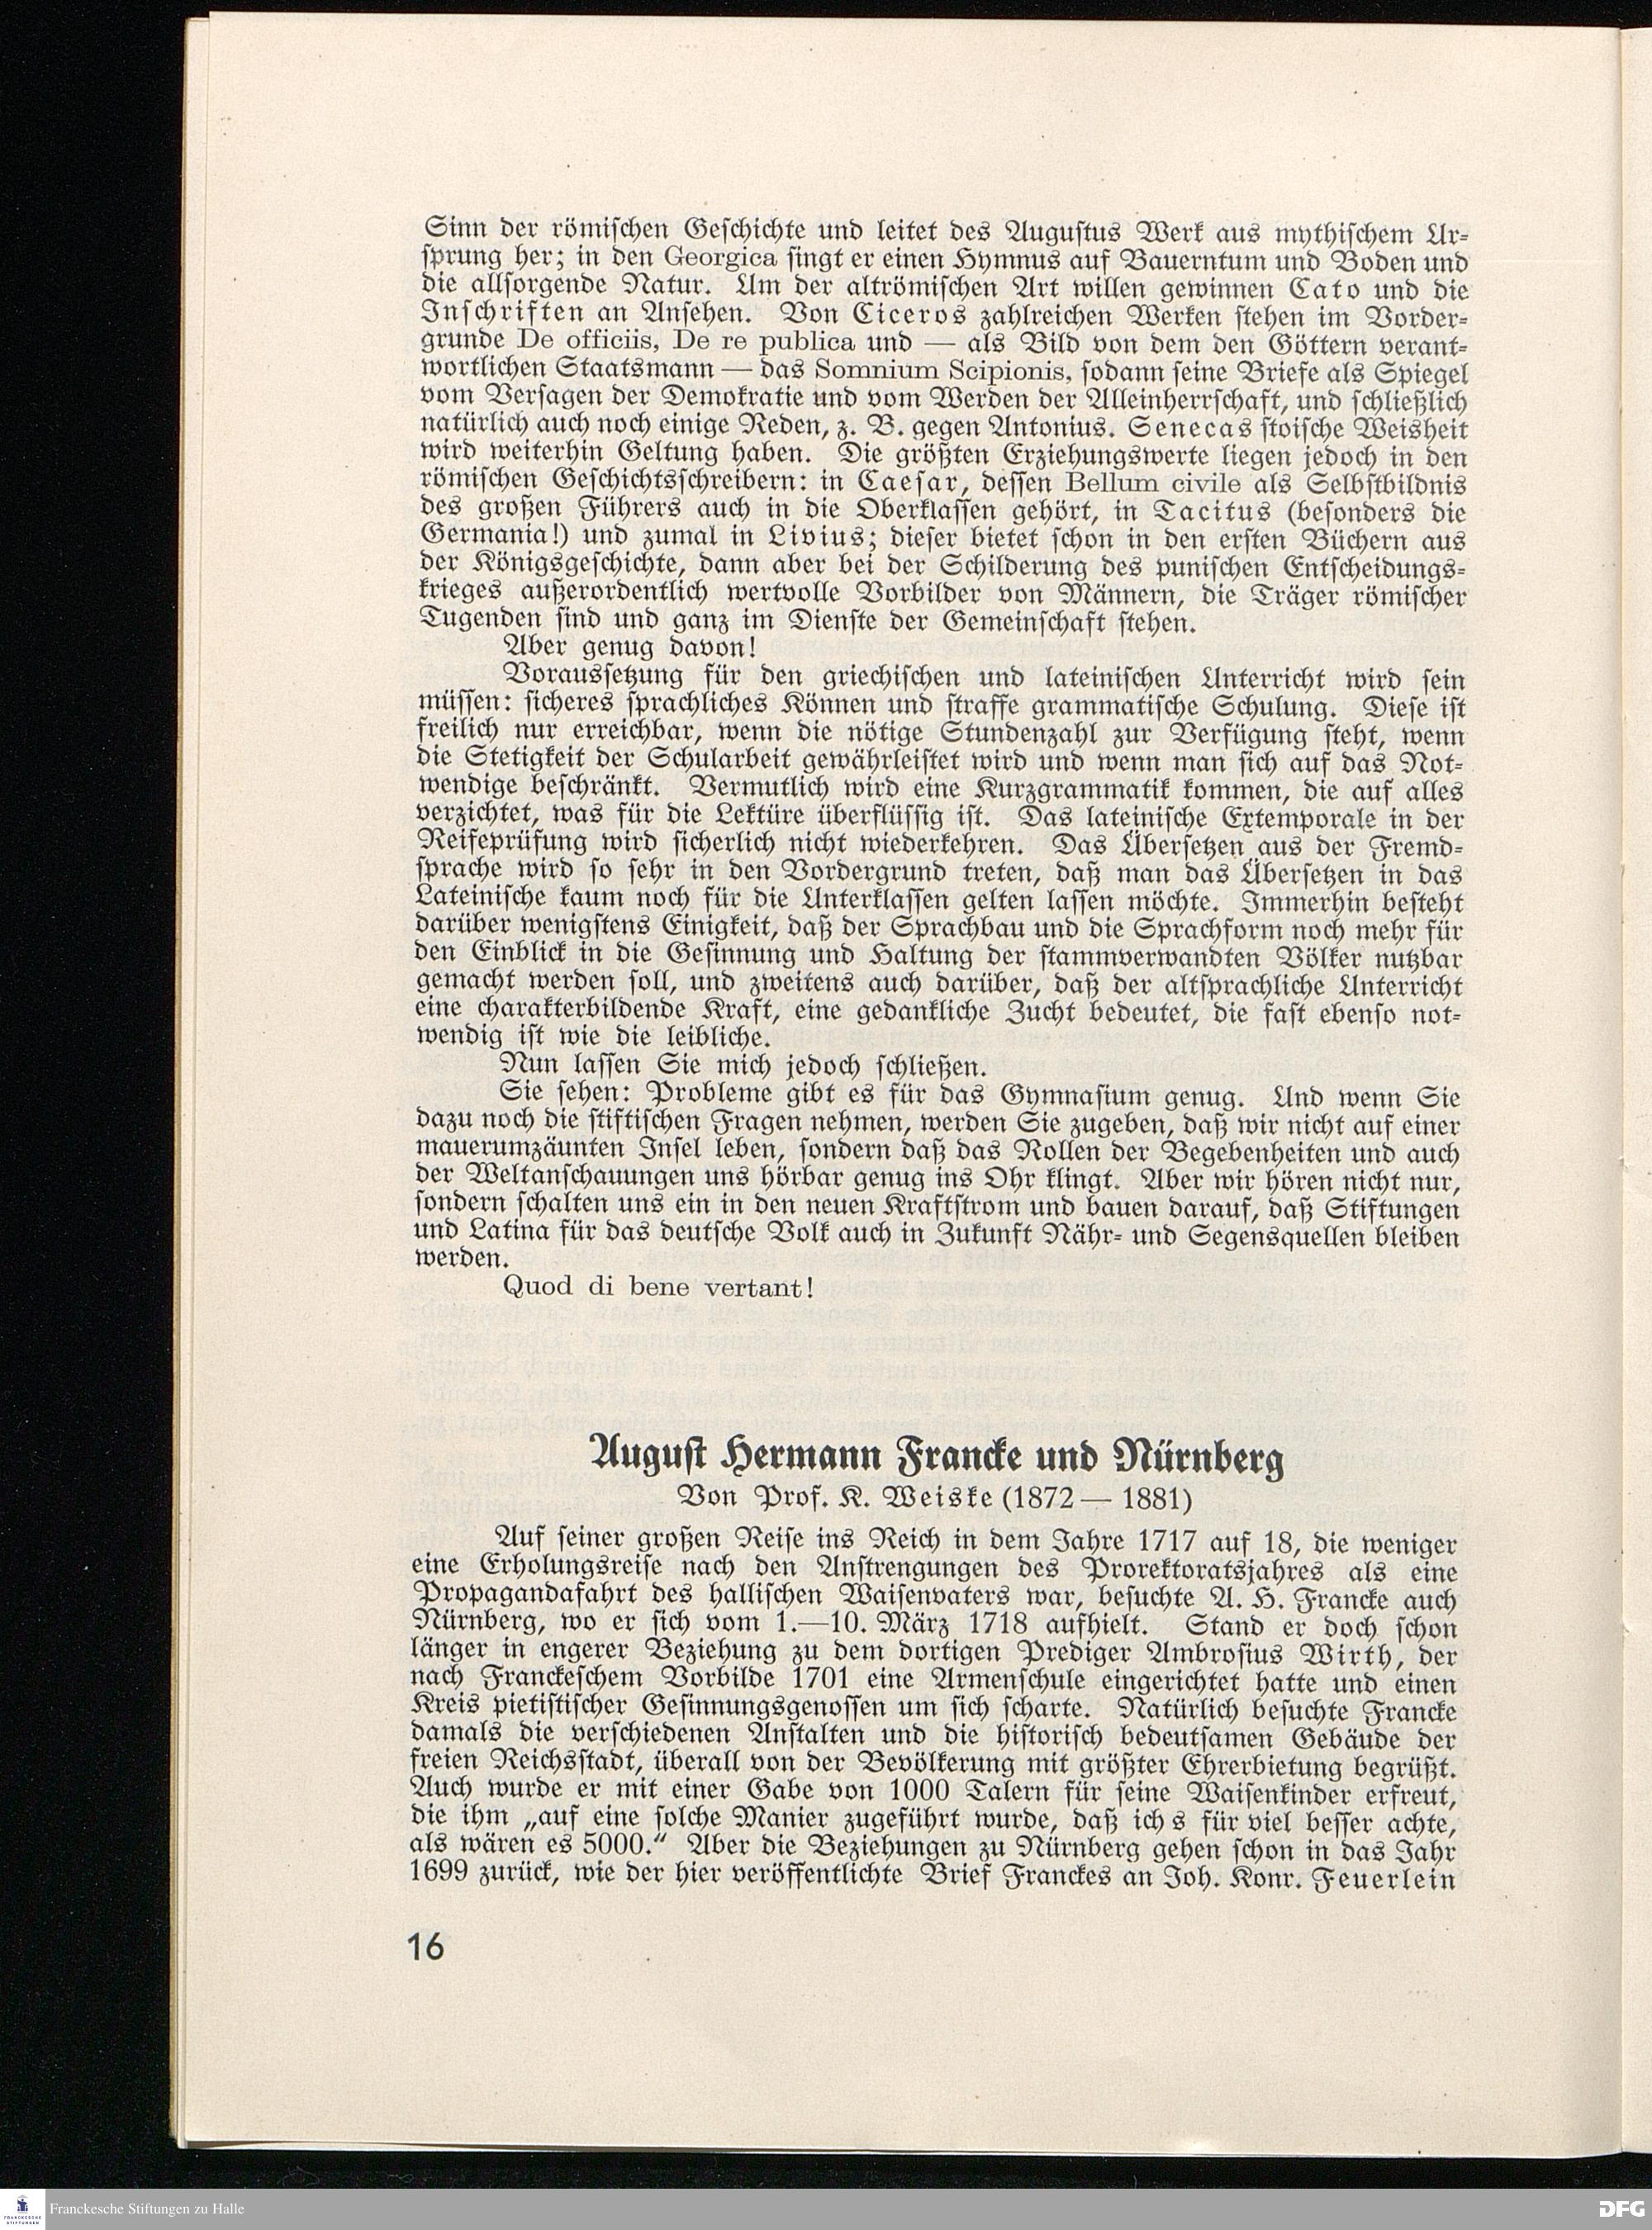 Sinn der römischen Geschichte und leitet des Augustus Werk aus mythischem Ur-
sprung her; in den Georgica singt er einen Hymnus auf Bauerntum und Boden und
die allsorgende Natur. Um der altrömischen Art willen gewinnen Cato und die
Inschriften an Ansehen. Von Ciceros zahlreichen Werken stehen im Vorder-
grunde De officiis, De re publica und — als Bild von dem den Göttern verant-
wortlichen Staatsmann — das Somnium Scipionis, sodann seine Briefe als Spiegel
vom Versagen der Demokratie und vom Werden der Alleinherrschaft, und schließlich
natürlich auch noch einige Reden, z. B. gegen Antonius. Senecas stoische Weisheit
wird weiterhin Geltung haben. Die größten Erziehungswerte liegen jedoch in den
römischen Geschichtsschreibern: in Caesar, dessen Bellum civile als Selbstbildnis
des großen Führers auch in die Oberklassen gehört, in Tacitus (besonders die
Germania!) und zumal in Livius; dieser bietet schon in den ersten Büchern aus
der Königsgeschichte, dann aber bei der Schilderung des punischen Entscheidungs-
krieges außerordentlich wertvolle Vorbilder von Männern, die Träger römischer
Tugenden sind und ganz im Dienste der Gemeinschaft stehen.
Aber genug davon!
Voraussetzung für den griechischen und lateinischen Unterricht wird sein
müssen: sicheres sprachliches Können und straffe grammatische Schulung. Diese ist
freilich nur erreichbar, wenn die nötige Stundenzahl zur Verfügung steht, wenn
die Stetigkeit der Schularbeit gewährleistet wird und wenn man sich auf das Not-
wendige beschränkt. Vermutlich wird eine Kurzgrammatik kommen, die auf alles
verzichtet, was für die Lektüre überflüssig ist. Das lateinische Extemporale in der
Reifeprüfung wird sicherlich nicht wiederkehren. Das Übersetzen aus der Fremd-
sprache wird so sehr in den Vordergrund treten, daß man das Übersetzen in das
Lateinische kaum noch für die Unterklassen gelten lassen möchte. Immerhin besteht
darüber wenigstens Einigkeit, daß der Sprachbau und die Sprachform noch mehr für
den Einblick in die Gesinnung und Haltung der stammverwandten Völker nutzbar
gemacht werden soll, und zweitens auch darüber, daß der altsprachliche Unterricht
eine charakterbildende Kraft, eine gedankliche Zucht bedeutet, die fast ebenso not-
wendig ist wie die leibliche.
Nun lassen Sie mich jedoch schließen.
Sie sehen: Probleme gibt es für das Gymnasium genug. Und wenn Sie
dazu noch die stiftischen Fragen nehmen, werden Sie zugeben, daß wir nicht auf einer
mauerumzäunten Insel leben, sondern daß das Rollen der Begebenheiten und auch
der Weltanschauungen uns hörbar genug ins Ohr klingt. Aber wir hören nicht nur,
sondern schalten uns ein in den neuen Kraftstrom und bauen darauf, daß Stiftungen
und Latina für das deutsche Volk auch in Zukunft Nähr- und Segensquellen bleiben
werden.
Quod di bene vertant!
August Hermann Francke und Nürnberg
Von Prof. K. Weiske (1872 — 1881)
Auf seiner großen Reise ins Reich in dem Jahre 1717 auf 18, die weniger
eine Erholungsreise nach den Anstrengungen des Prorektoratsjahres als eine
Propagandafahrt des hallischen Waisenvaters war, besuchte A. H. Francke auch
Nürnberg, wo er sich vom 1.—10. März 1718 aufhielt. Stand er doch schon
länger in engerer Beziehung zu dem dortigen Prediger Ambrosius Wirth, der
nach Franckeschem Vorbilde 1701 eine Armenschule eingerichtet hatte und einen
Kreis pietistischer Gesinnungsgenossen um sich scharte. Natürlich besuchte Francke
damals die verschiedenen Anstalten und die historisch bedeutsamen Gebäude der
freien Reichsstadt, überall von der Bevölkerung mit größter Ehrerbietung begrüßt.
Auch wurde er mit einer Gabe von 1000 Talern für seine Waisenkinder erfreut,
die ihm „auf eine solche Manier zugeführt wurde, daß ich s für viel besser achte,
als wären es 5000.“ Aber die Beziehungen zu Nürnberg gehen schon in das Jahr
1699 zurück, wie der hier veröffentlichte Brief Franckes an Joh. Konr. Feuerlein
16
FRANCKESCHE
STIFTUNGEN
Franckesche Stiftungen zu Halle
DFG